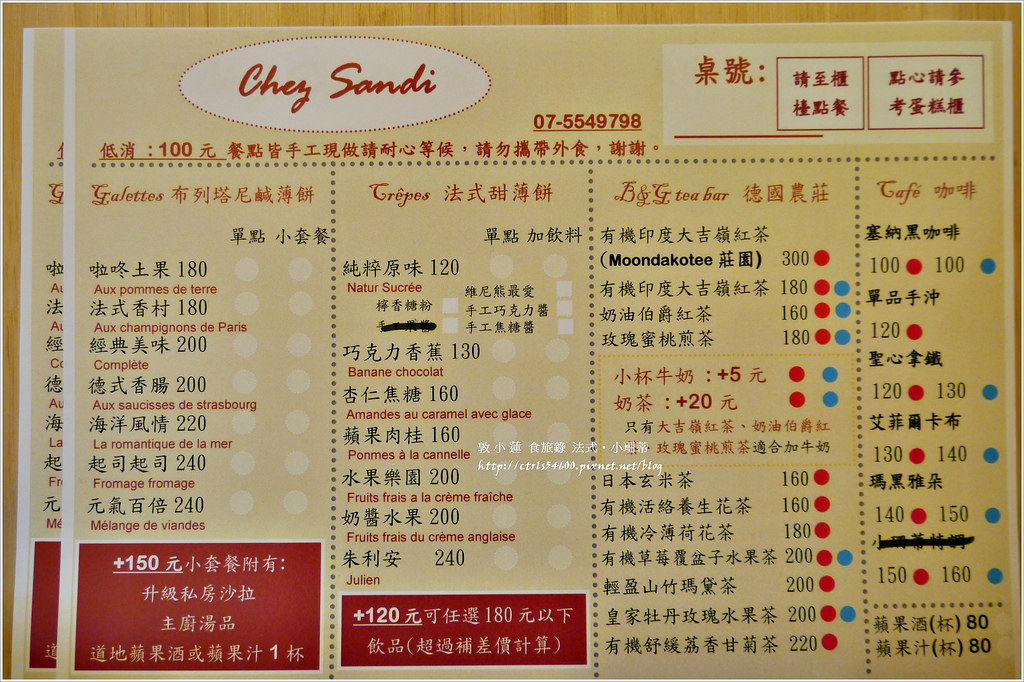 Chez Sandi
桌號:
請至櫃
檯點餐
點心請參
考蛋糕櫃
07-5549798
低消 :100 元 餐點皆手工現做請耐心等候，請勿攜帶外食，謝謝。
Galettes 布列塔尼鹹薄餅
單點 小套餐
啦咚土果 180
Aux pommes de terre
法式香村 180
Aux champignons de Paris
經典美味 200
Complète
德式香腸 200
Aux saucisses de strasbourg
海洋風情 220
La romantique de la mer
起司起司 240
Fromage fromage
元氣百倍 240
Mélange de viandes
+150 元小套餐附有:
升級私房沙拉
主廚湯品
道地蘋果酒或蘋果汁 1 杯
Crêpes 法式甜薄餅
單點 加飲料
純粹原味 120
Natur Sucrée
維尼熊最愛
檸香糖粉
手工巧克力醬
手工果醬
手工焦糖醬
巧克力香蕉 130
Banane chocolat
杏仁焦糖 160
Amandes au caramel avec glace
蘋果肉桂 160
Ponmes à la cannelle
水果樂園 200
Fruits frais a la crème fraîche
奶醬水果 200
Fruits frais du crème anglaise
朱利安 240
Julien
+120 元可任選 180 元以下
飲品(超過補差價計算)
B&G tea bar 德國農莊
有機印度大吉嶺紅茶
(Moondakotee 莊園) 300
有機印度大吉嶺紅茶 180
奶油伯爵紅茶 160
玫瑰蜜桃煎茶 180
小杯牛奶 :+5 元
奶茶 :+20 元
只有大吉嶺紅茶、奶油伯爵紅
玫瑰蜜桃煎茶適合加牛奶
日本玄米茶 160
有機活絡養生花茶 160
有機冷薄荷花茶 180
有機草莓覆盆子水果茶 200
輕盈山竹瑪黛茶 200
皇家牡丹玫瑰水果茶 200
有機舒緩荔香甘菊茶 220
Café 咖啡
塞納黑咖啡
100 100
單品手沖
120
聖心拿鐵
120 130
艾菲爾卡布
130 140
瑪黑雅朵
140 150
150 160
蘋果酒(杯) 80
蘋果汁(杯) 80
敦小蓮 食旅錄 法式‧小珊蒂
http://ctrls54600.pixnet.net/blog